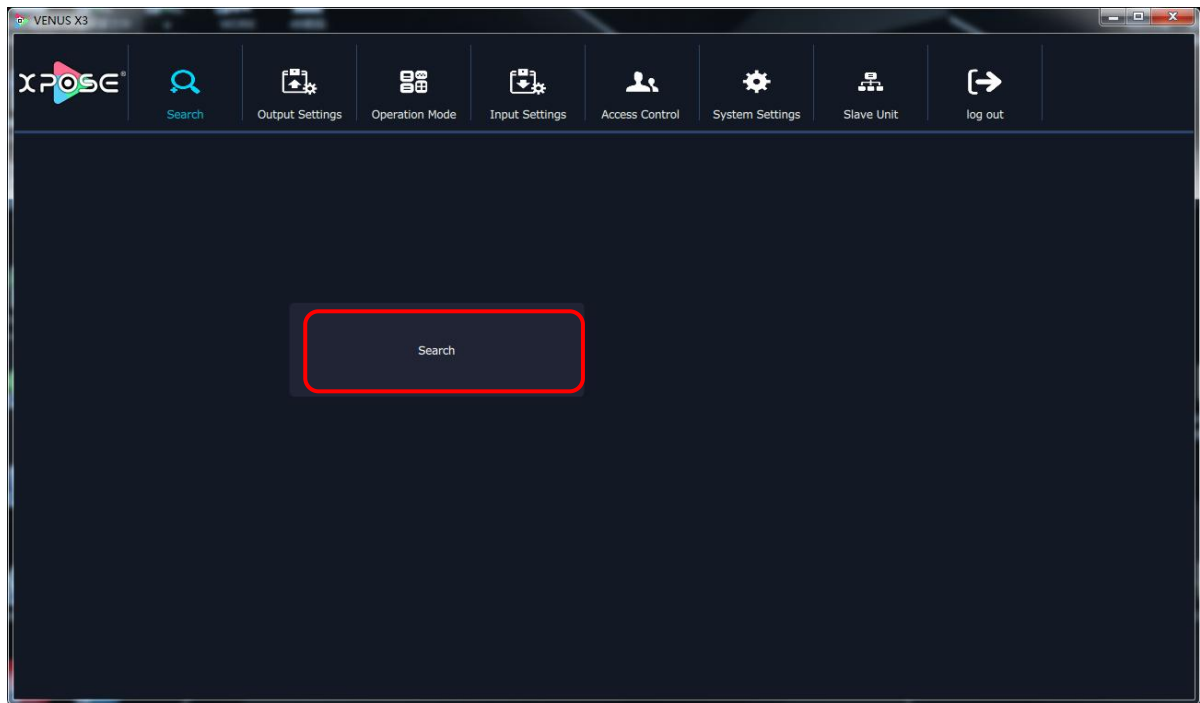 VENUS X3
XPOSE®
Search
Output Settings
Operation Mode
Input Settings
Access Control
System Settings
Slave Unit
log out
Search